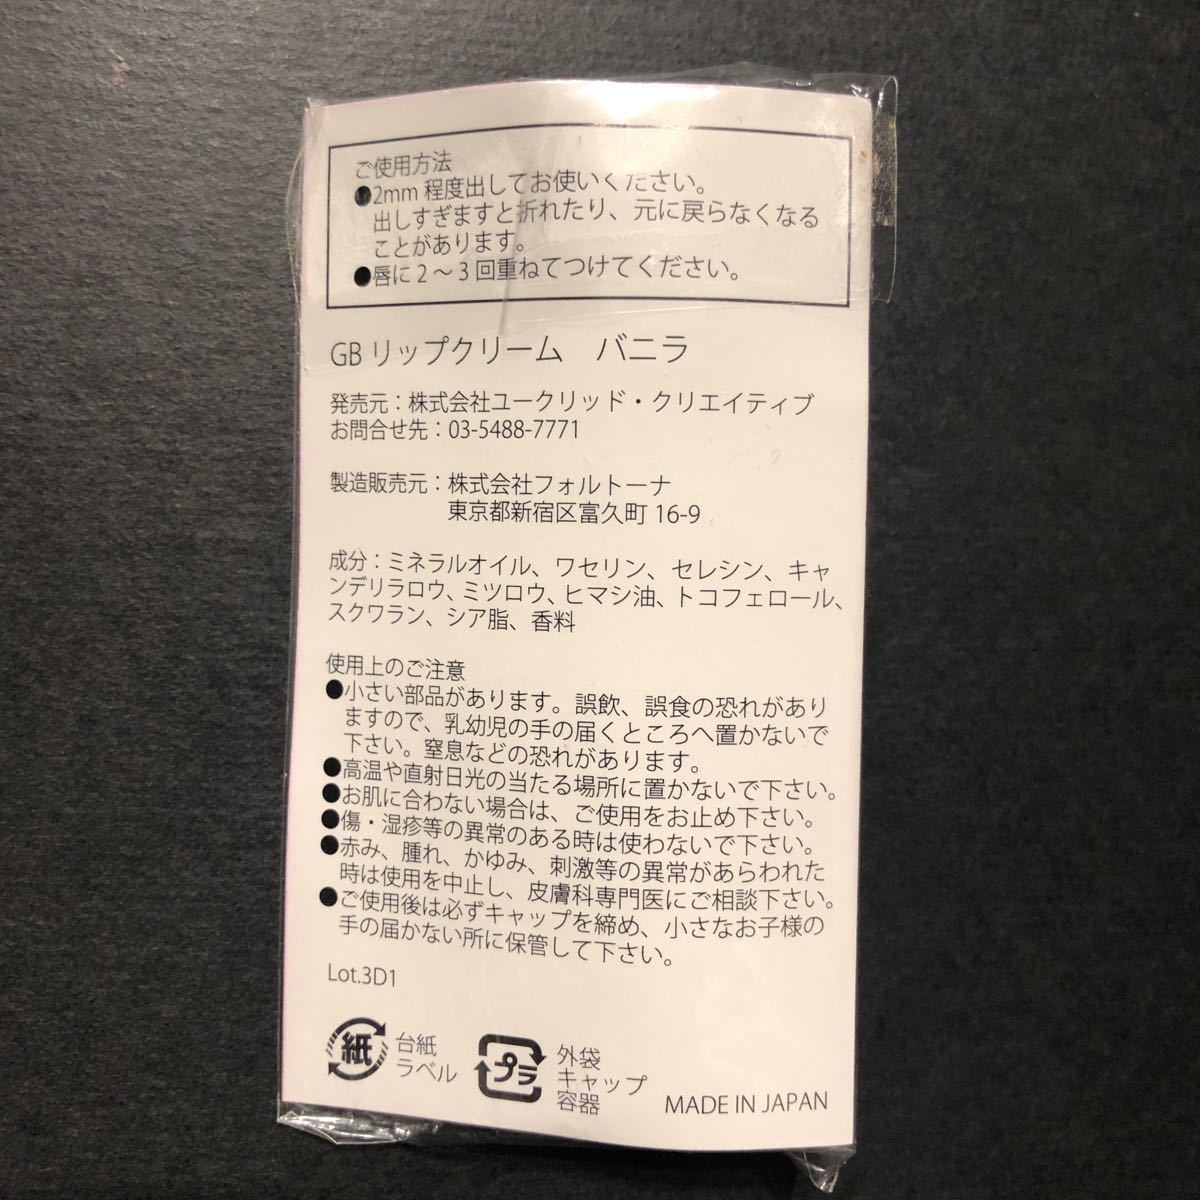 ご使用方法
●2mm 程度出してお使いください。
出しすぎますと折れたり、元に戻らなくなる
ことがあります。
●唇に 2 〜 3 回重ねてつけてください。
GB リップクリーム　バニラ
発売元：株式会社ユークリッド・クリエイティブ
お問合せ先：03-5488-7771
製造販売元：株式会社フォルトーナ
東京都新宿区富久町 16-9
成分：ミネラルオイル、ワセリン、セレシン、キャ
ンデリラロウ、ミツロウ、ヒマシ油、トコフェロール、
スクワラン、シア脂、香料
使用上のご注意
●小さい部品があります。誤飲、誤食の恐れがあり
ますので、乳幼児の手の届くところへ置かないで
下さい。窒息などの恐れがあります。
●高温や直射日光の当たる場所に置かないで下さい。
●お肌に合わない場合は、ご使用をお止め下さい。
●傷・湿疹等の異常のある時は使わないで下さい。
●赤み、腫れ、かゆみ、刺激等の異常があらわれた
時は使用を中止し、皮膚科専門医にご相談下さい。
●ご使用後は必ずキャップを締め、小さなお子様の
手の届かない所に保管して下さい。
Lot.3D1
紙 台紙
ラベル
プラ 外袋
キャップ
容器
MADE IN JAPAN